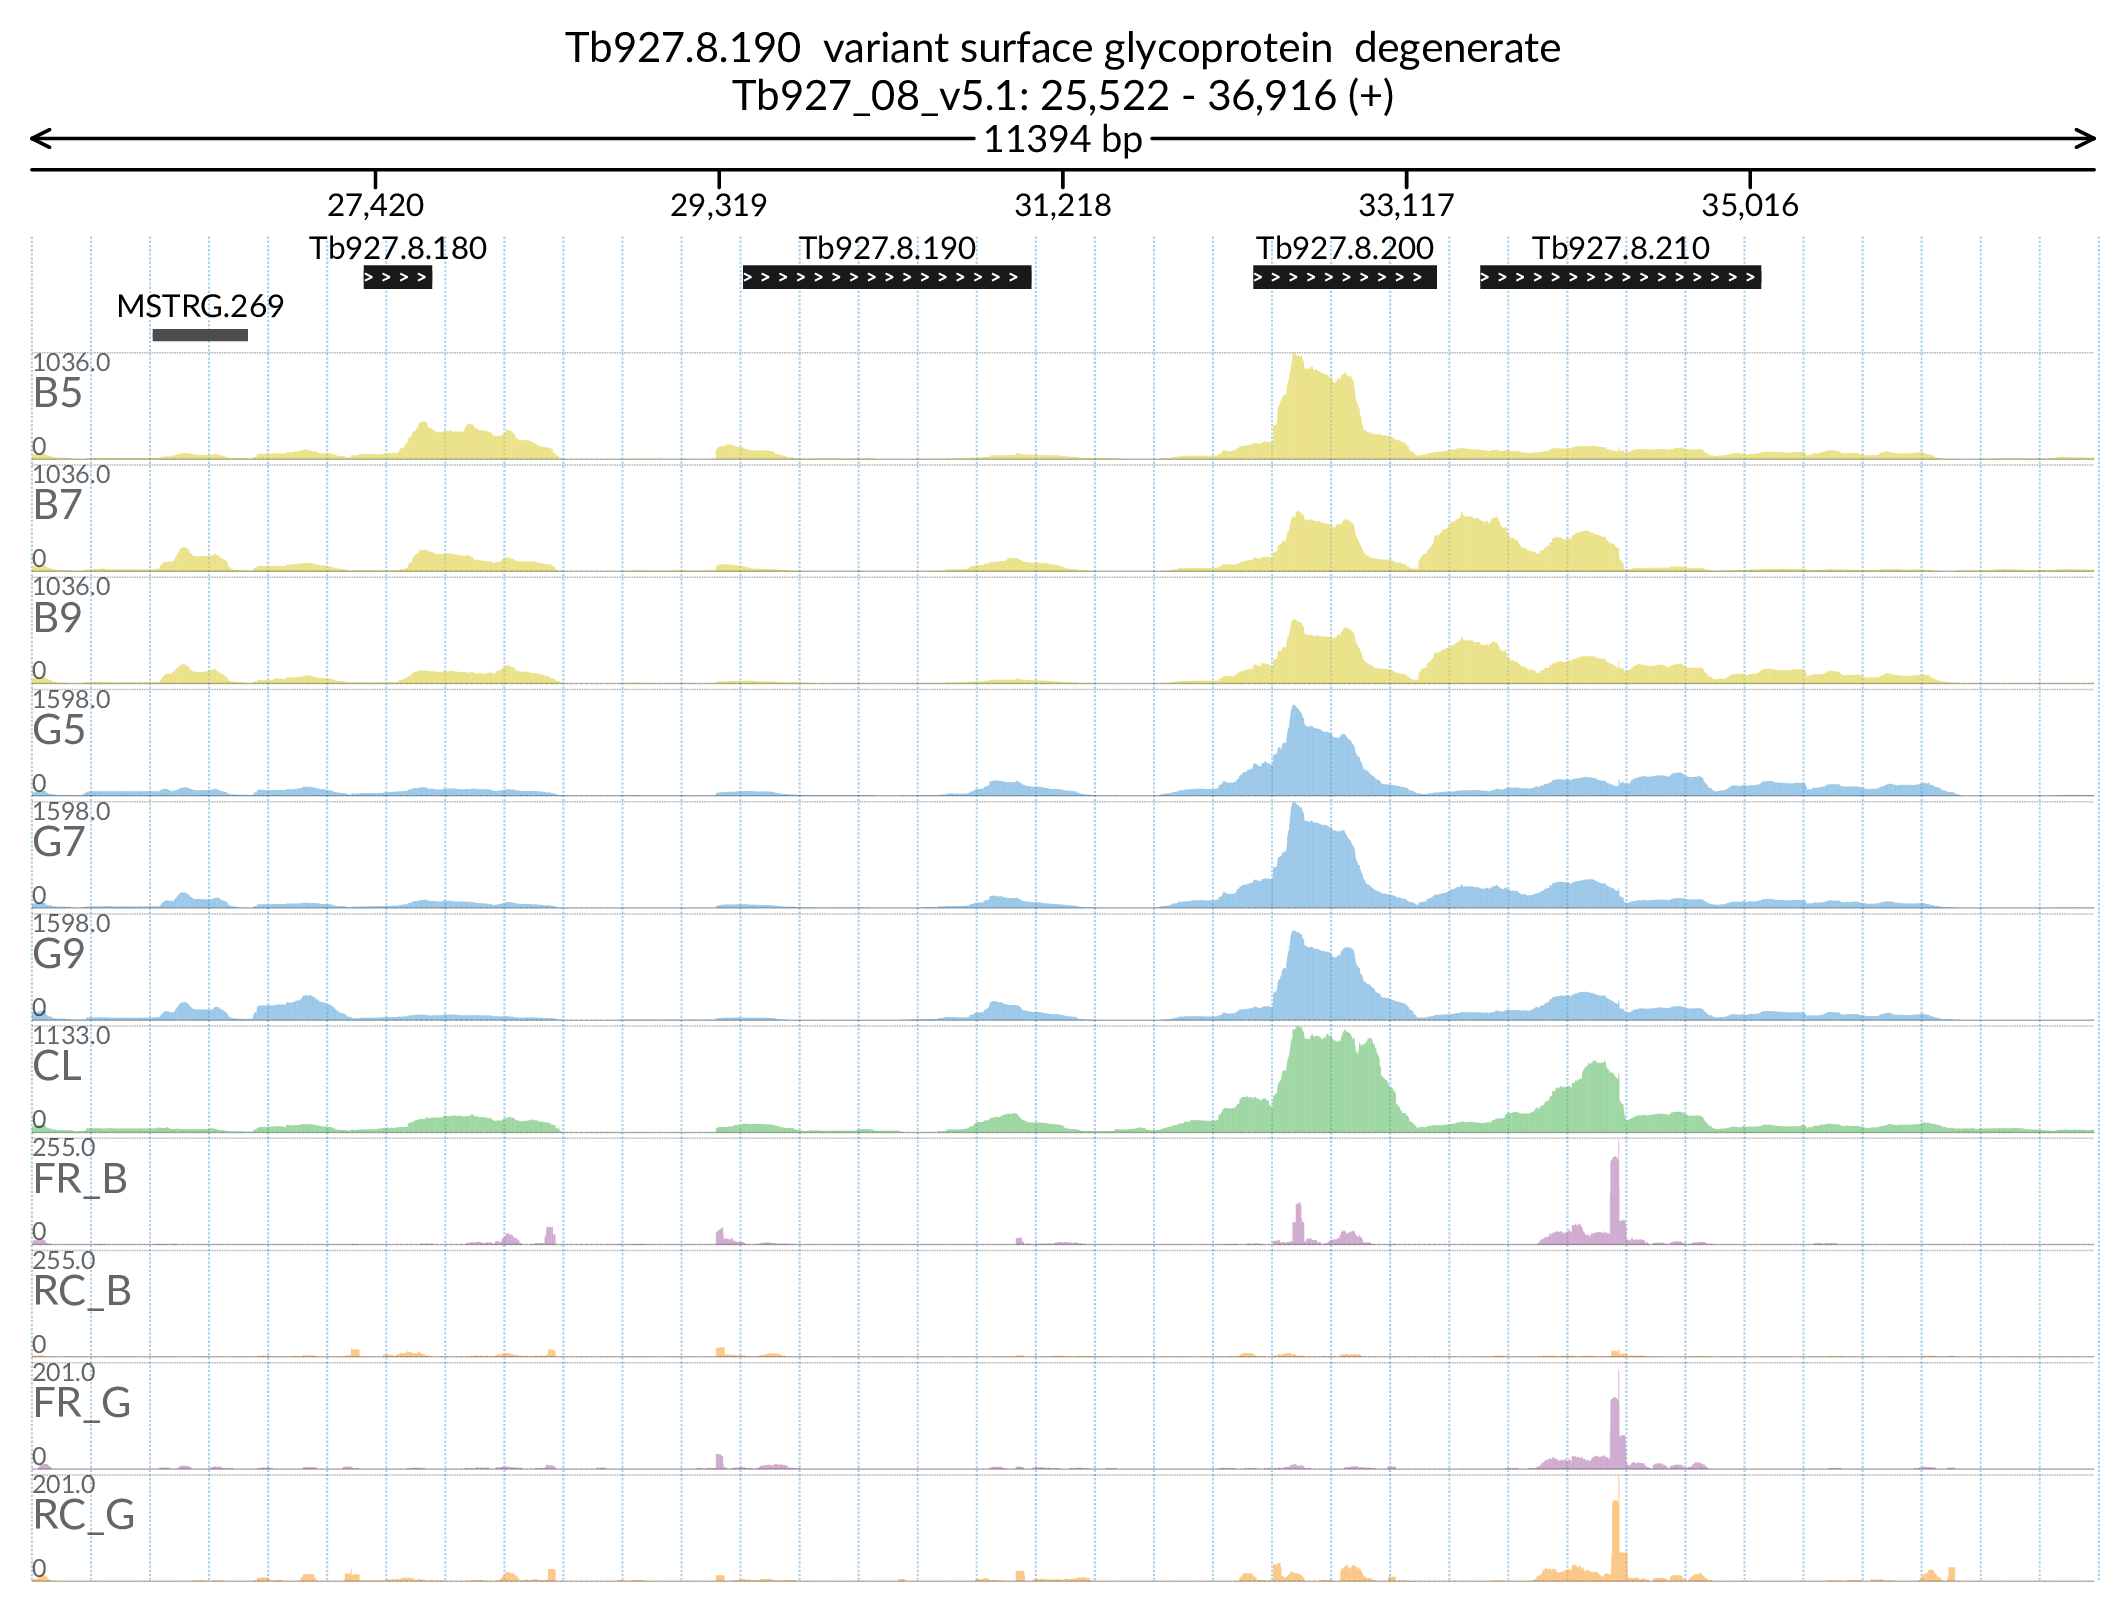 Tb927.8.190 variant surface glycoprotein degenerate
Tb927_08_v5.1: 25,522 - 36,916 (+)
11394 bp
27,420 29,319 31,218 33,117 35,016
Tb927.8.180 Tb927.8.190 Tb927.8.200 Tb927.8.210
MSTRG.269
1036.0
B5
0
1036.0
B7
0
1036.0
B9
0
1598.0
G5
0
1598.0
G7
0
1598.0
G9
0
1133.0
CL
0
255.0
FR_B
0
255.0
RC_B
0
201.0
FR_G
0
201.0
RC_G
0